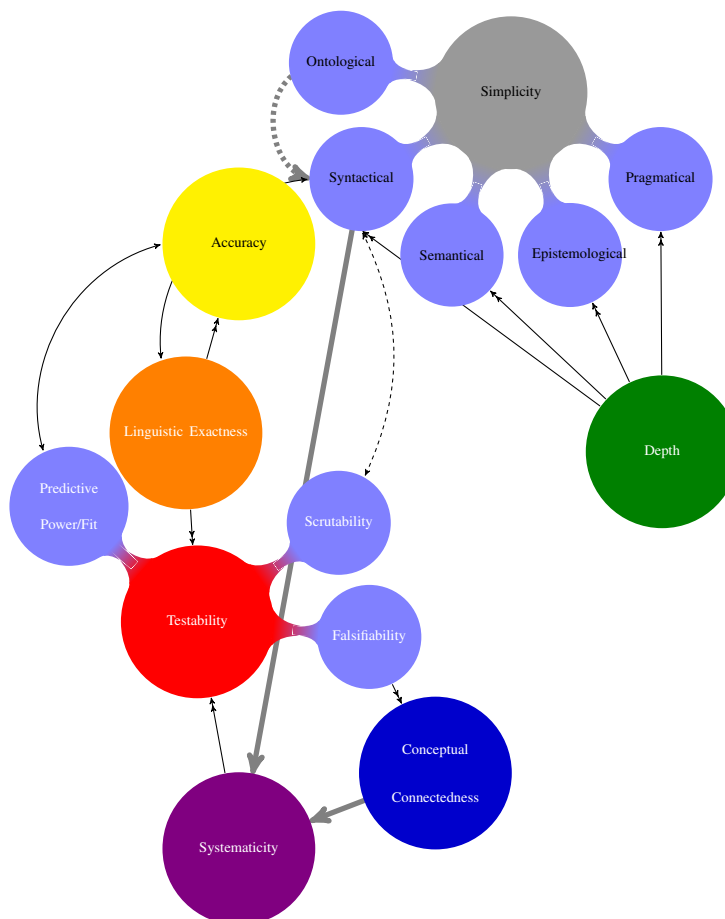 Ontological
Simplicity
Syntactical
Pragmatical
Accuracy
Semantical
Epistemological
Linguistic Exactness
Depth
Predictive
Power/Fit
Scrutability
Testability
Falsifiability
Conceptual
Connectedness
Systematicity